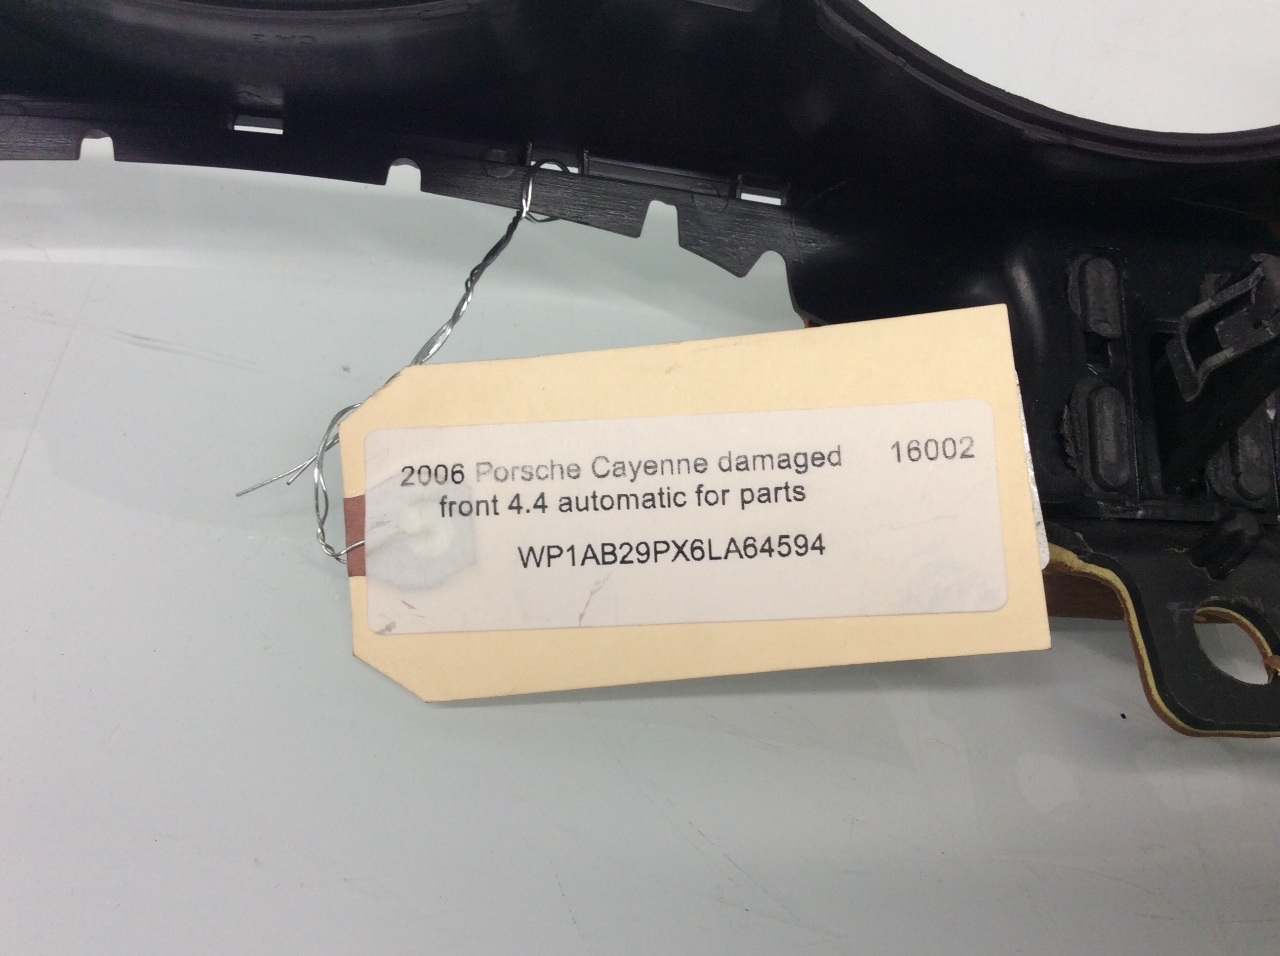 2006 Porsche Cayenne damaged 16002
front 4.4 automatic for parts
WP1AB29PX6LA64594